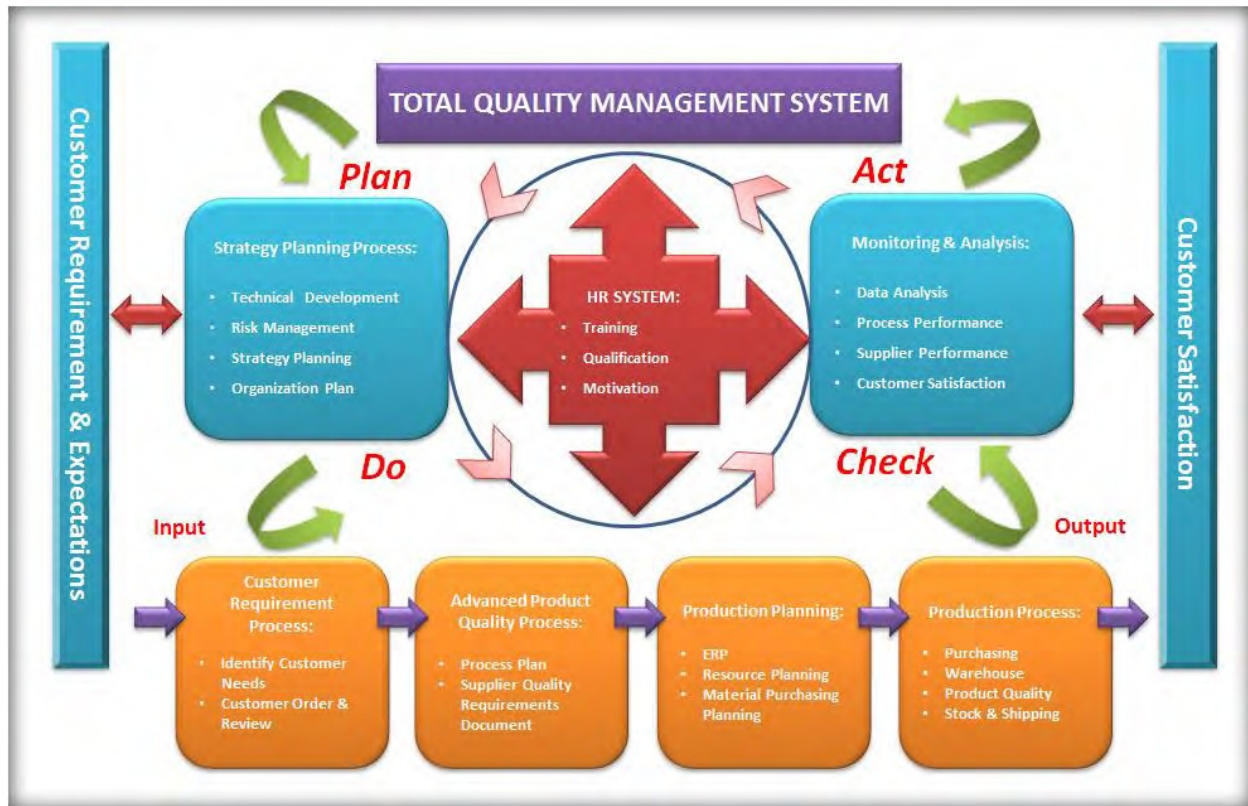 TOTAL QUALITY MANAGEMENT SYSTEM
Customer Requirement & Expectations
Customer Satisfaction
Plan
Act
Strategy Planning Process:
• Technical Development
• Risk Management
• Strategy Planning
• Organization Plan
HR SYSTEM:
• Training
• Qualification
• Motivation
Monitoring & Analysis:
• Data Analysis
• Process Performance
• Supplier Performance
• Customer Satisfaction
Do
Check
Input
Output
Customer
Requirement
Process:
• Identify Customer
Needs
• Customer Order &
Review
Advanced Product
Quality Process:
• Process Plan
• Supplier Quality
Requirements
Document
Production Planning:
• ERP
• Resource Planning
• Material Purchasing
Planning
Production Process:
• Purchasing
• Warehouse
• Product Quality
• Stock & Shipping